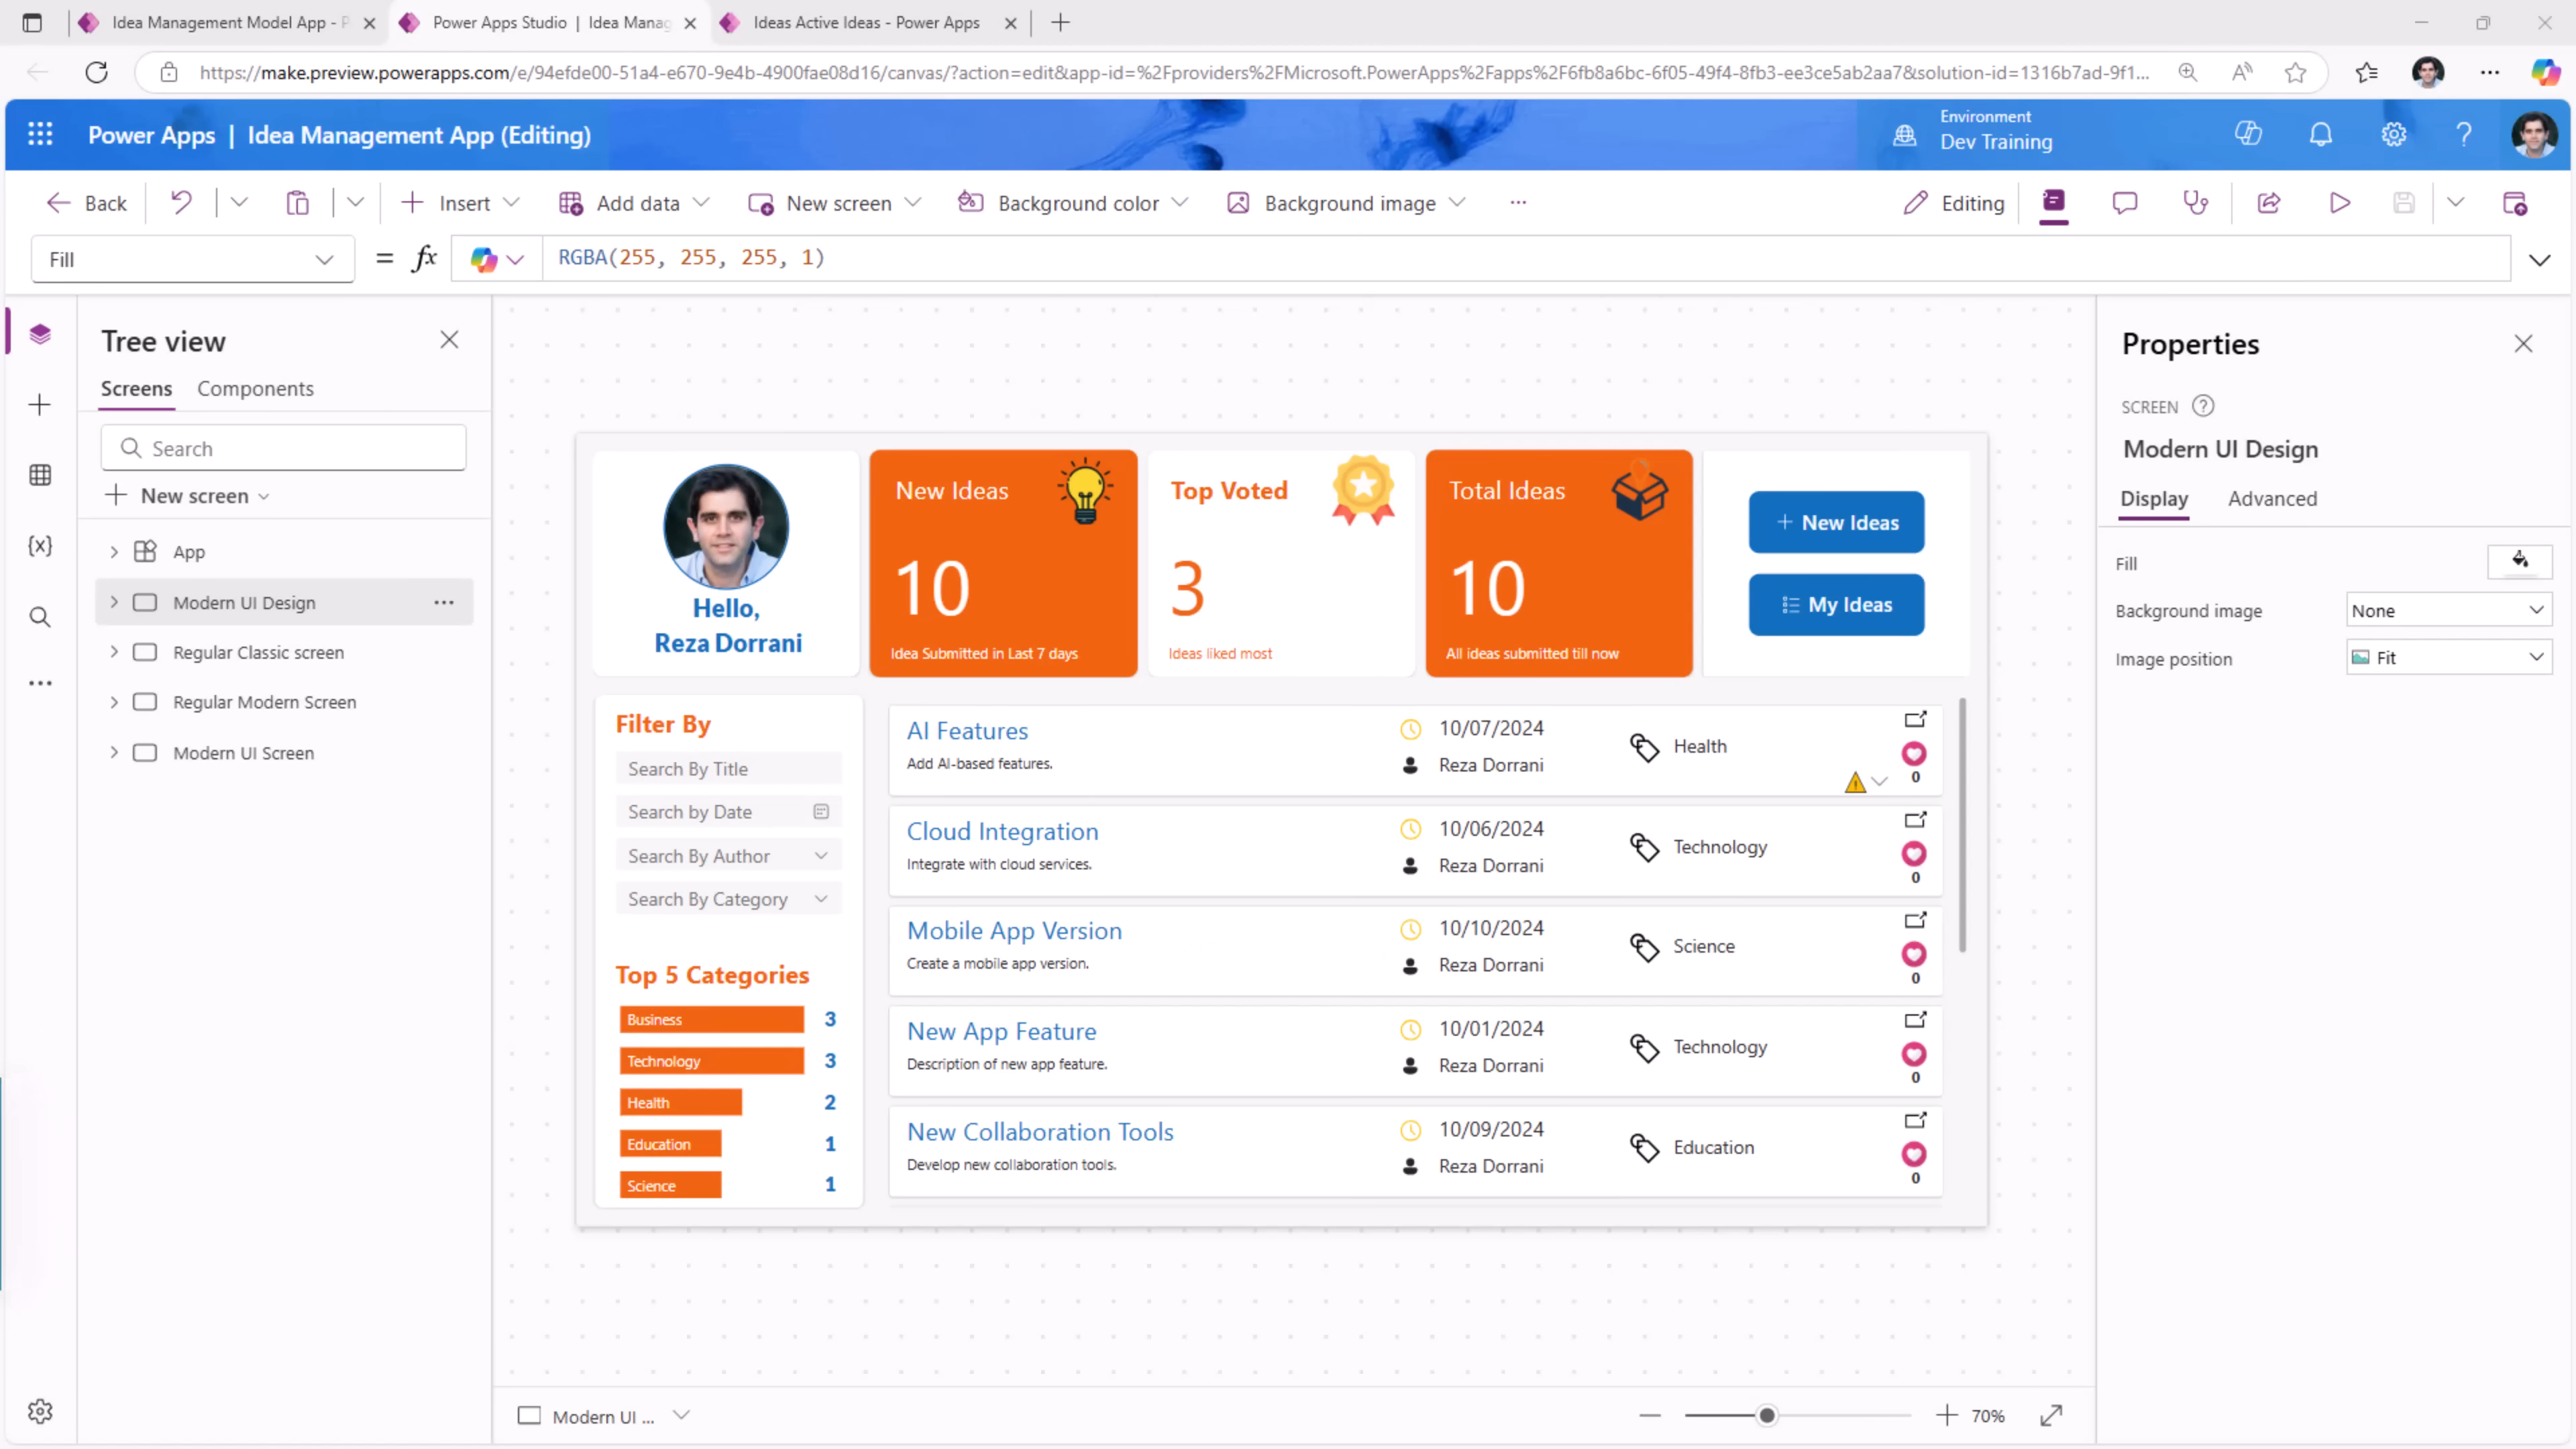 Idea Management Model App - P
Power Apps Studio | Idea Manag
Ideas Active Ideas - Power Apps
https://make.preview.powerapps.com/e/94efde00-51a4-e670-9e4b-4900fae08d16/canvas/?action=edit&app-id=%2Fproviders%2FMicrosoft.PowerApps%2Fapps%2F6fb8a6bc-6f05-49f4-8fb3-ee3ce5ab2aa7&solution-id=1316b7ad-9f1...
Power Apps | Idea Management App (Editing)
Environment
Dev Training
Back
Insert
Add data
New screen
Background color
Background image
Editing
Fill
= fx
RGBA(255, 255, 255, 1)
Tree view
Screens
Components
Search
New screen
App
Modern UI Design
Regular Classic screen
Regular Modern Screen
Modern UI Screen
Hello,
Reza Dorrani
New Ideas
10
Idea Submitted in Last 7 days
Top Voted
3
Ideas liked most
Total Ideas
10
All ideas submitted till now
+ New Ideas
My Ideas
Filter By
Search By Title
Search by Date
Search By Author
Search By Category
Top 5 Categories
Business 3
Technology 3
Health 2
Education 1
Science 1
AI Features
Add AI-based features.
10/07/2024
Reza Dorrani
Health
0
Cloud Integration
Integrate with cloud services.
10/06/2024
Reza Dorrani
Technology
0
Mobile App Version
Create a mobile app version.
10/10/2024
Reza Dorrani
Science
0
New App Feature
Description of new app feature.
10/01/2024
Reza Dorrani
Technology
0
New Collaboration Tools
Develop new collaboration tools.
10/09/2024
Reza Dorrani
Education
0
Modern UI ...
70%
Properties
SCREEN
Modern UI Design
Display
Advanced
Fill
Background image
None
Image position
Fit